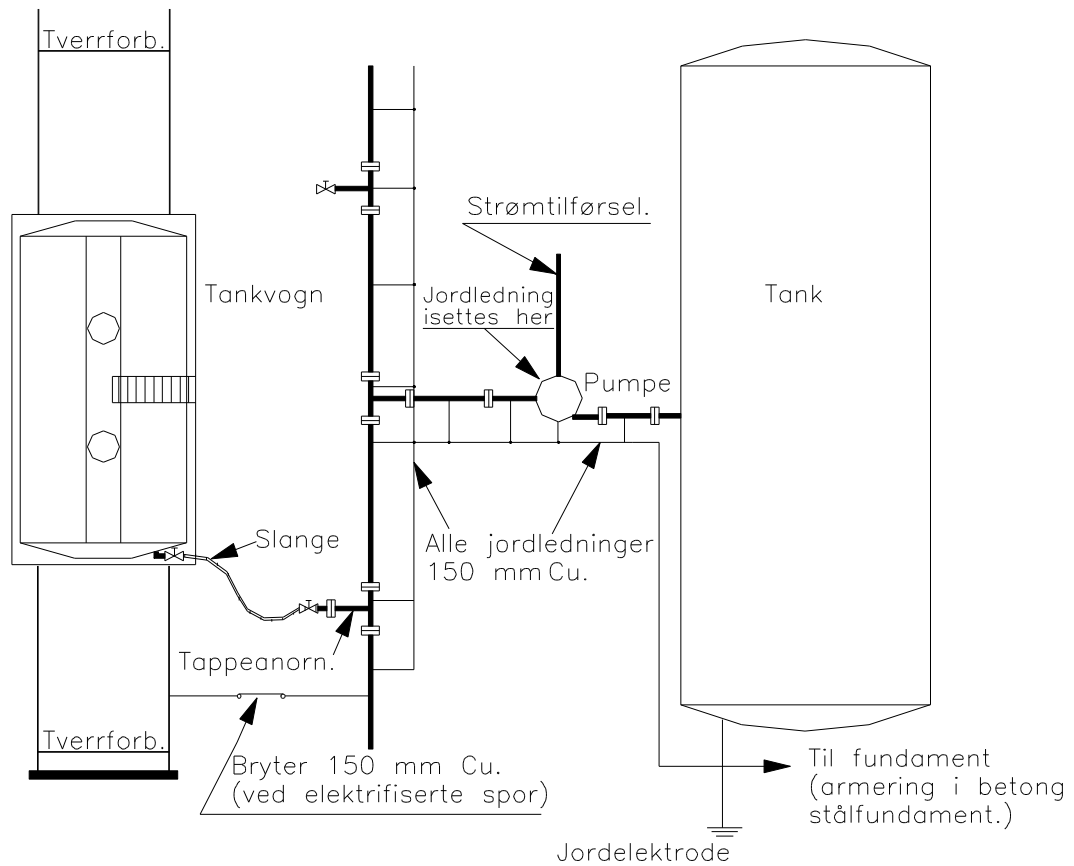 Tverrforb.
Strømtilførsel.
Tankvogn
Jordledning
isettes her
Tank
Pumpe
Slange
Alle jordledninger
150 mm Cu.
Tappeanorn.
Tverrforb.
Bryter 150 mm Cu.
(ved elektrifiserte spor)
Til fundament
(armering i betong
stålfundament.)
Jordelektrode